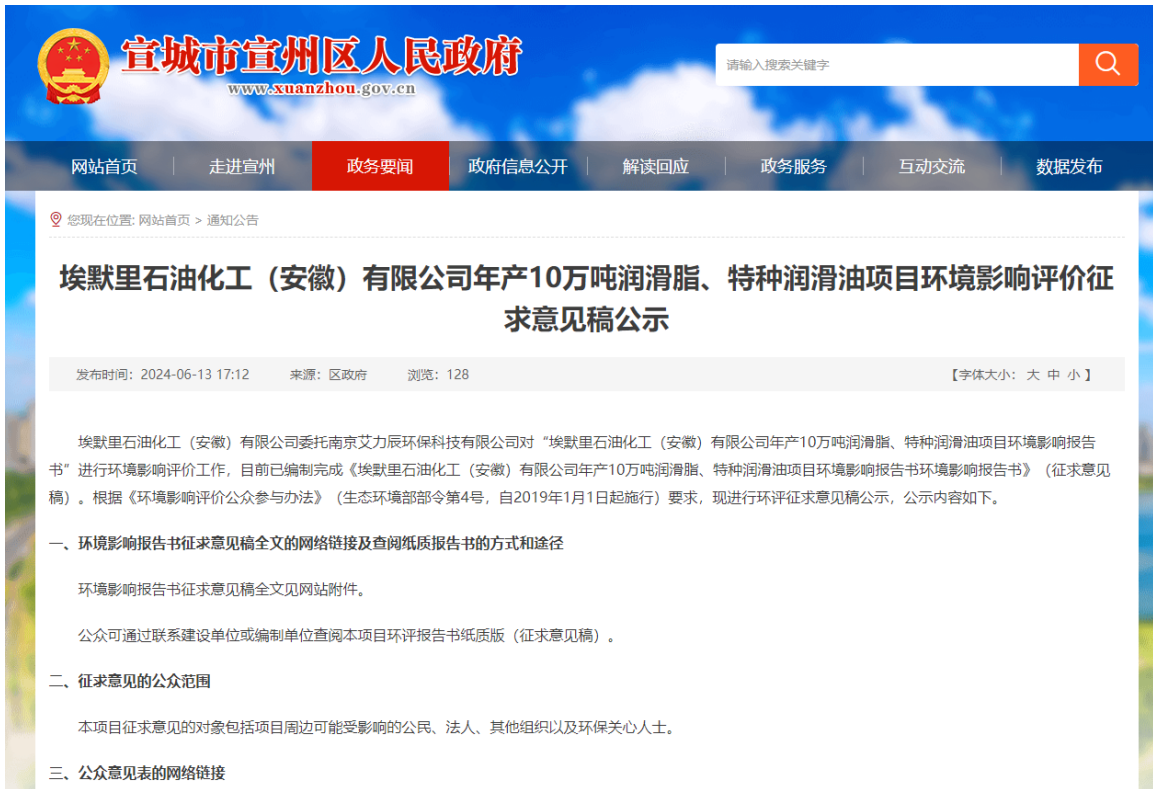 宣城市宣州区人民政府
www.xuanzhou.gov.cn
请输入搜索关键字
网站首页 走进宣州 政务要闻 政府信息公开 解读回应 政务服务 互动交流 数据发布
您现在位置: 网站首页 > 通知公告
埃默里石油化工（安徽）有限公司年产10万吨润滑脂、特种润滑油项目环境影响评价征
求意见稿公示
发布时间：2024-06-13 17:12 来源：区政府 浏览：128 【字体大小： 大 中 小 】
埃默里石油化工（安徽）有限公司委托南京艾力辰环保科技有限公司对“埃默里石油化工（安徽）有限公司年产10万吨润滑脂、特种润滑油项目环境影响报告
书”进行环境影响评价工作，目前已编制完成《埃默里石油化工（安徽）有限公司年产10万吨润滑脂、特种润滑油项目环境影响报告书环境影响报告书》（征求意见
稿）。根据《环境影响评价公众参与办法》（生态环境部部令第4号，自2019年1月1日起施行）要求，现进行环评征求意见稿公示，公示内容如下。
一、环境影响报告书征求意见稿全文的网络链接及查阅纸质报告书的方式和途径
环境影响报告书征求意见稿全文见网站附件。
公众可通过联系建设单位或编制单位查阅本项目环评报告书纸质版（征求意见稿）。
二、征求意见的公众范围
本项目征求意见的对象包括项目周边可能受影响的公民、法人、其他组织以及环保关心人士。
三、公众意见表的网络链接